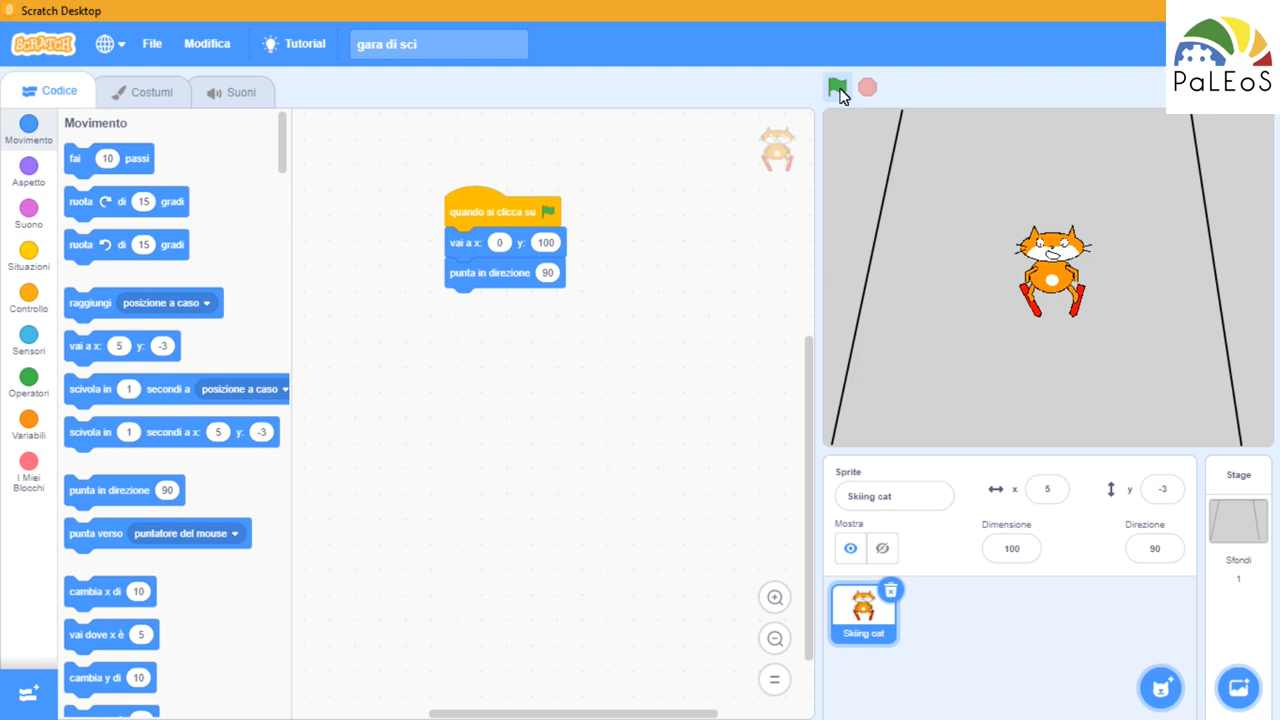 Scratch Desktop
SCRATCH File Modifica Tutorial gara di sci
PaLEoS
Codice Costumi Suoni
Movimento
Aspetto
Suono
Situazioni
Controllo
Sensori
Operatori
Variabili
I Miei
Blocchi
Movimento
fai 10 passi
ruota di 15 gradi
ruota di 15 gradi
raggiungi posizione a caso
vai a x: 5 y: -3
scivola in 1 secondi a posizione a caso
scivola in 1 secondi a x: 5 y: -3
punta in direzione 90
punta verso puntatore del mouse
cambia x di 10
vai dove x è 5
cambia y di 10
quando si clicca su
vai a x: 0 y: 100
punta in direzione 90
Sprite
Skiing cat x 5 y -3
Mostra Dimensione Direzione
100 90
Skiing cat
Stage
Sfondi
1